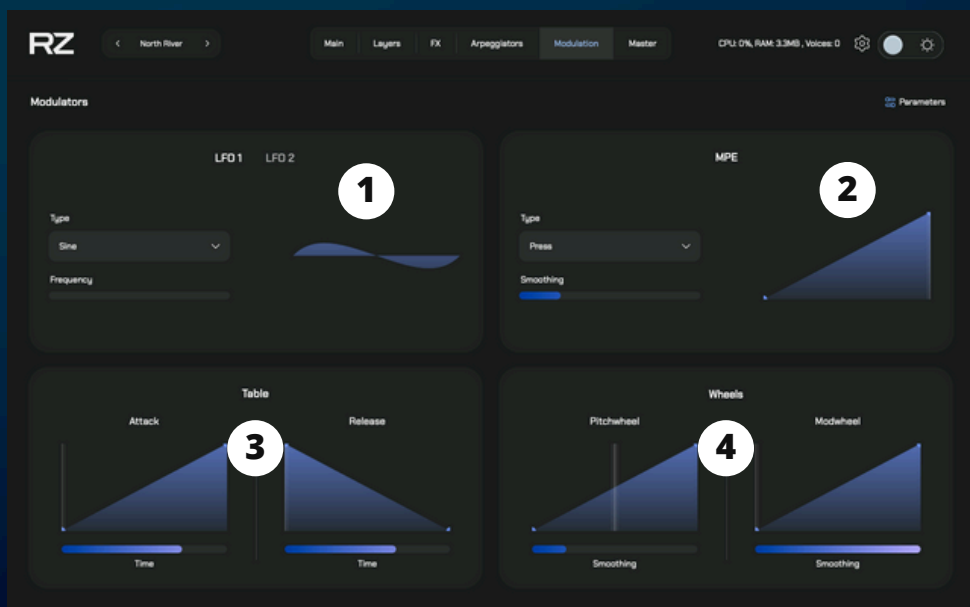 RZ
North River
Main Layers FX Arpeggiators Modulation Master
CPU: 0%, RAM: 3.3MB, Voices: 0
Modulators
Parameters
LFO 1 LFO 2
1
Type
Sine
Frequency
MPE
2
Type
Press
Smoothing
Table
Attack
Release
3
Time
Time
Wheels
Pitchwheel
Modwheel
4
Smoothing
Smoothing